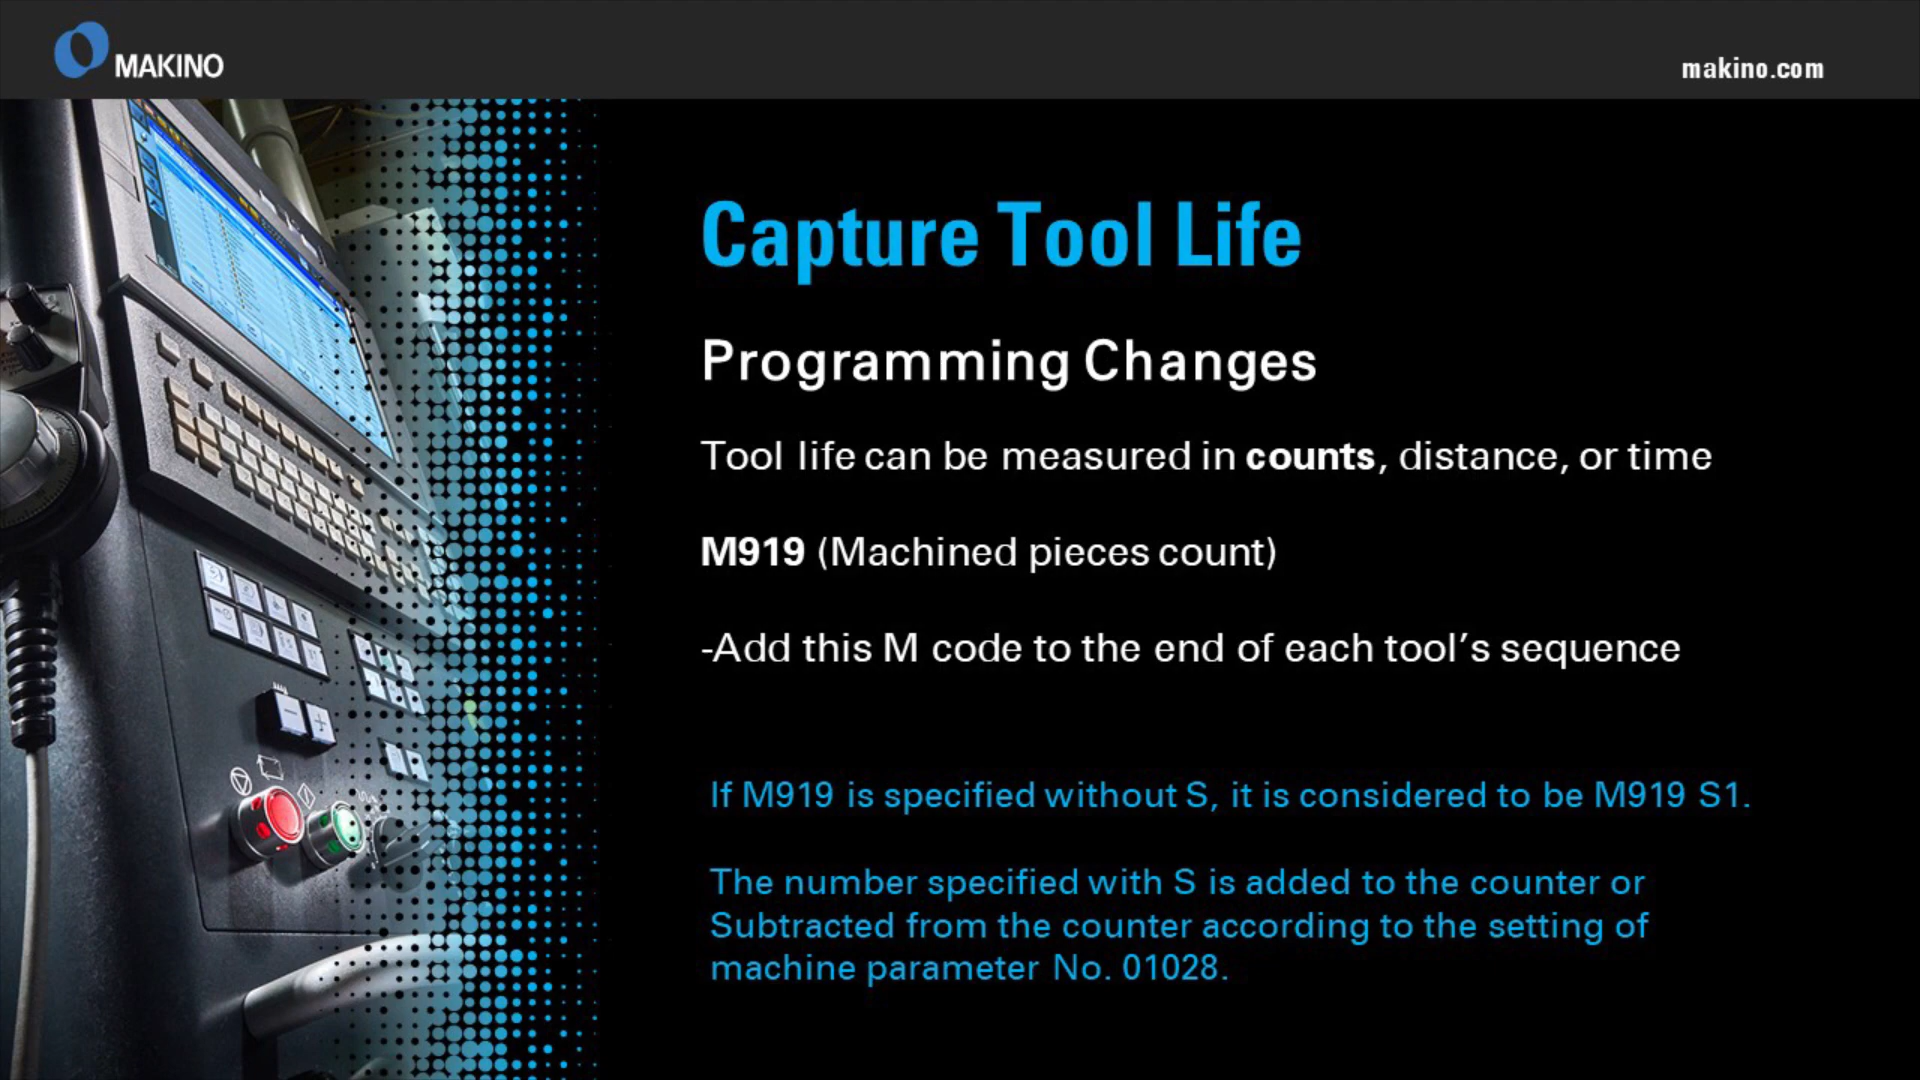 MAKINO
makino.com
Capture Tool Life
Programming Changes
Tool life can be measured in counts, distance, or time
M919 (Machined pieces count)
-Add this M code to the end of each tool’s sequence
If M919 is specified without S, it is considered to be M919 S1.
The number specified with S is added to the counter or
Subtracted from the counter according to the setting of
machine parameter No. 01028.